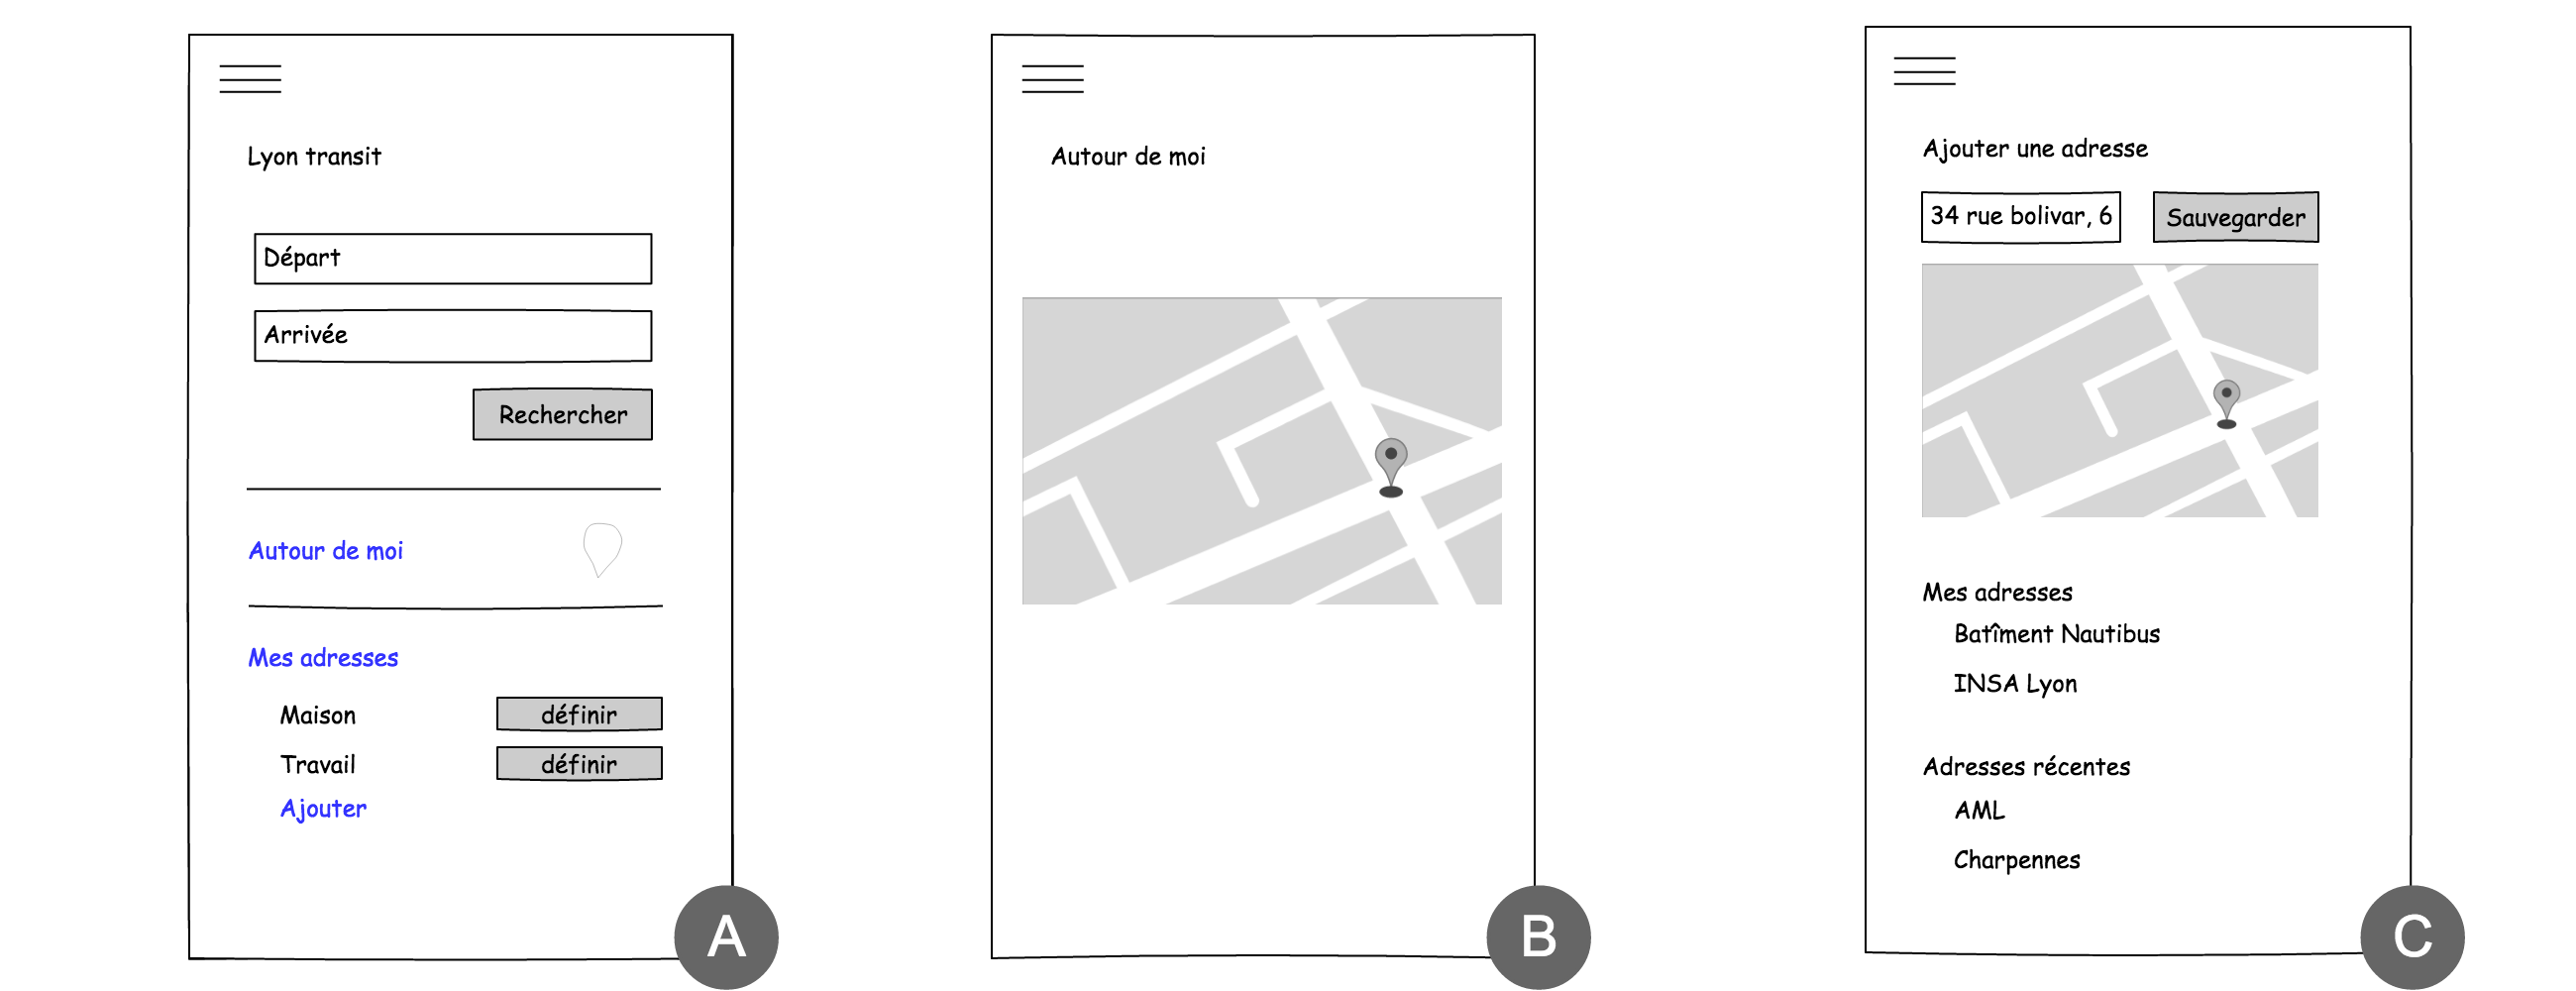 Lyon transit
Départ
Arrivée
Rechercher
Autour de moi
Mes adresses
Maison définir
Travail définir
Ajouter
A
Autour de moi
B
Ajouter une adresse
34 rue bolivar, 6 Sauvegarder
Mes adresses
Batîment Nautibus
INSA Lyon
Adresses récentes
AML
Charpennes
C